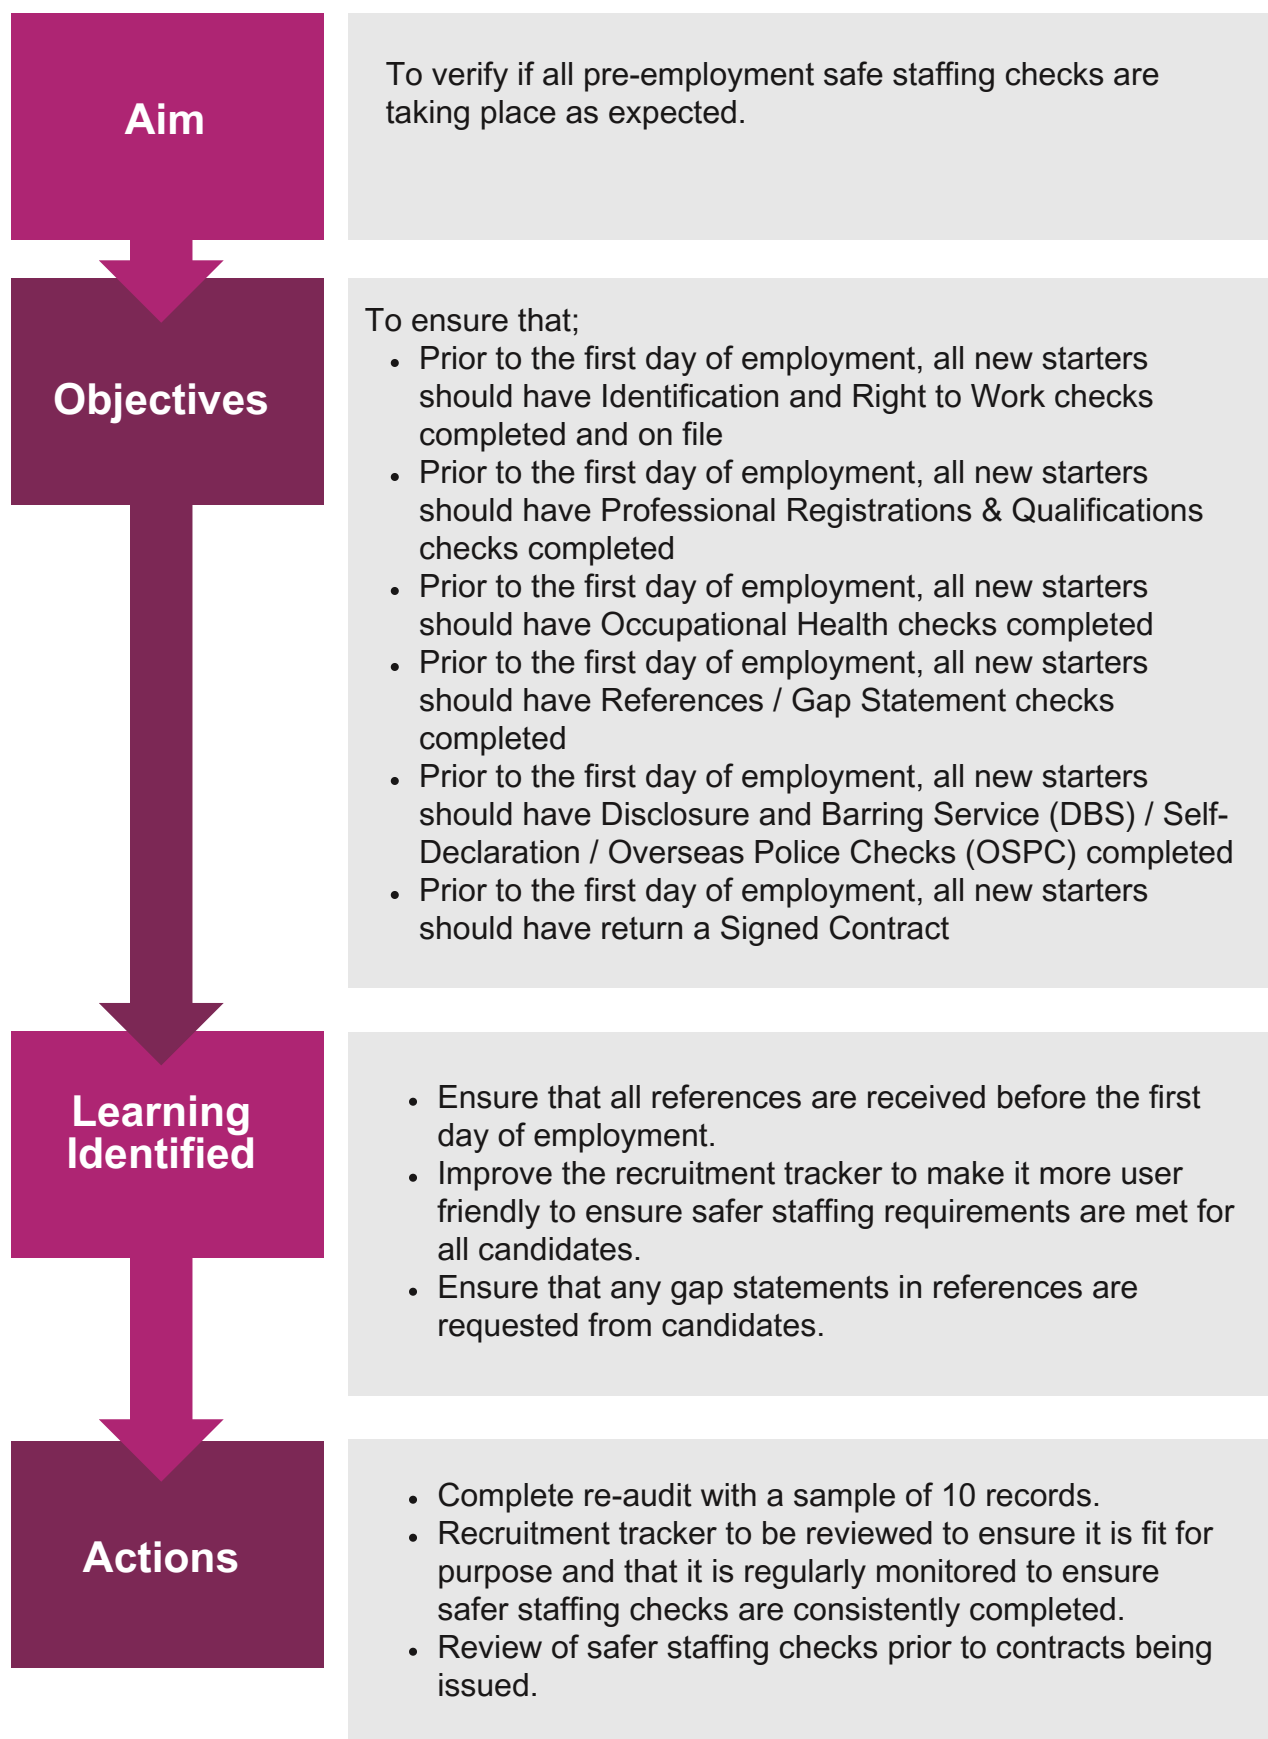 Aim
To verify if all pre-employment safe staffing checks are
taking place as expected.
Objectives
To ensure that;
• Prior to the first day of employment, all new starters
should have Identification and Right to Work checks
completed and on file
• Prior to the first day of employment, all new starters
should have Professional Registrations & Qualifications
checks completed
• Prior to the first day of employment, all new starters
should have Occupational Health checks completed
• Prior to the first day of employment, all new starters
should have References / Gap Statement checks
completed
• Prior to the first day of employment, all new starters
should have Disclosure and Barring Service (DBS) / Self-
Declaration / Overseas Police Checks (OSPC) completed
• Prior to the first day of employment, all new starters
should have return a Signed Contract
Learning
Identified
• Ensure that all references are received before the first
day of employment.
• Improve the recruitment tracker to make it more user
friendly to ensure safer staffing requirements are met for
all candidates.
• Ensure that any gap statements in references are
requested from candidates.
Actions
• Complete re-audit with a sample of 10 records.
• Recruitment tracker to be reviewed to ensure it is fit for
purpose and that it is regularly monitored to ensure
safer staffing checks are consistently completed.
• Review of safer staffing checks prior to contracts being
issued.